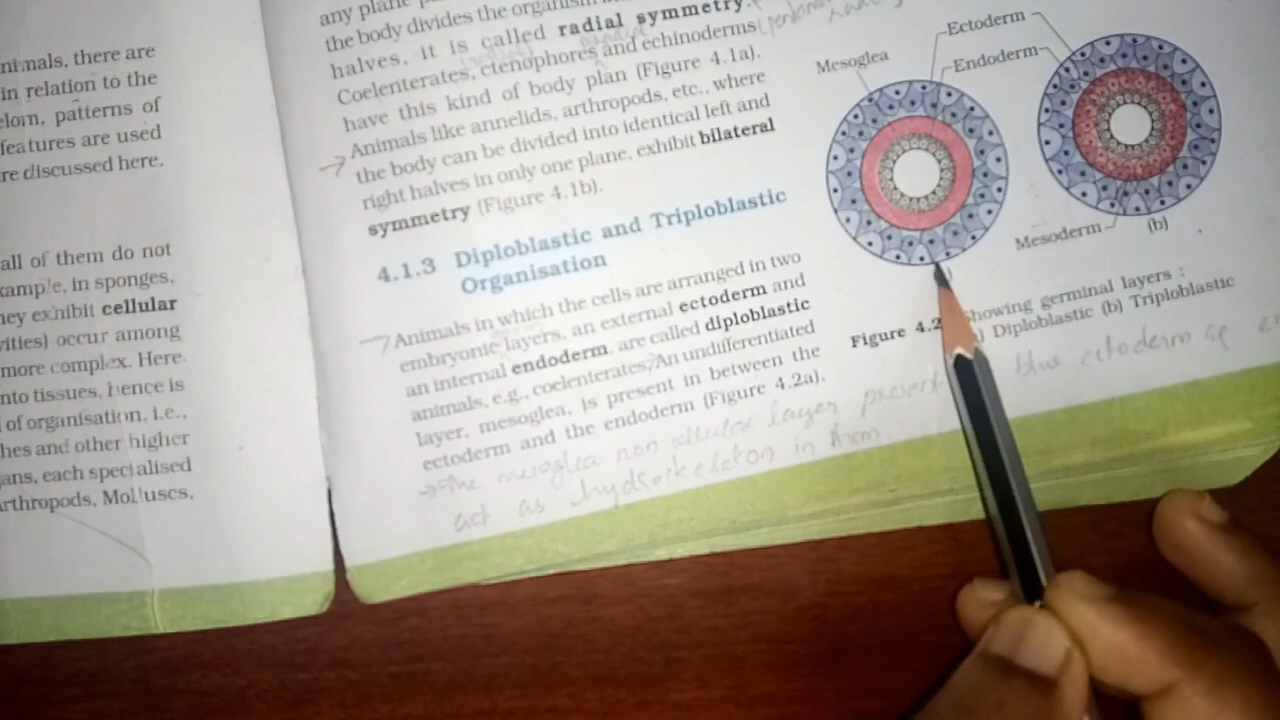 nimals, there are
in relation to the
elom, patterns of
features are used
re discussed here.
all of them do not
xample, in sponges,
hey exhibit cellular
vities) occur among
more complex. Here.
nto tissues, hence is
of organisation, i.e.,
hes and other higher
ans, each specialised
arthropods, Molluscs,
any plane
the body divides the organism
halves, it is called radial symmetry.
Coelenterates, ctenophores and echinoderms
have this kind of body plan (Figure 4.1a).
Animals like annelids, arthropods, etc., where
the body can be divided into identical left and
right halves in only one plane, exhibit bilateral
symmetry (Figure 4.1b).
4.1.3 Diploblastic and Triploblastic
Organisation
Animals in which the cells are arranged in two
embryonic layers, an external ectoderm and
an internal endoderm, are called diploblastic
animals, e.g., coelenterates. An undifferentiated
layer, mesoglea, is present in between the
ectoderm and the endoderm (Figure 4.2a).
The mesoglea non cellular layer present thus ectoderm
act as hydroskeleton in them
Mesoglea
Ectoderm
Endoderm
Mesoderm
(b)
Figure 4.2 Showing germinal layers :
) Diploblastic (b) Triploblastic